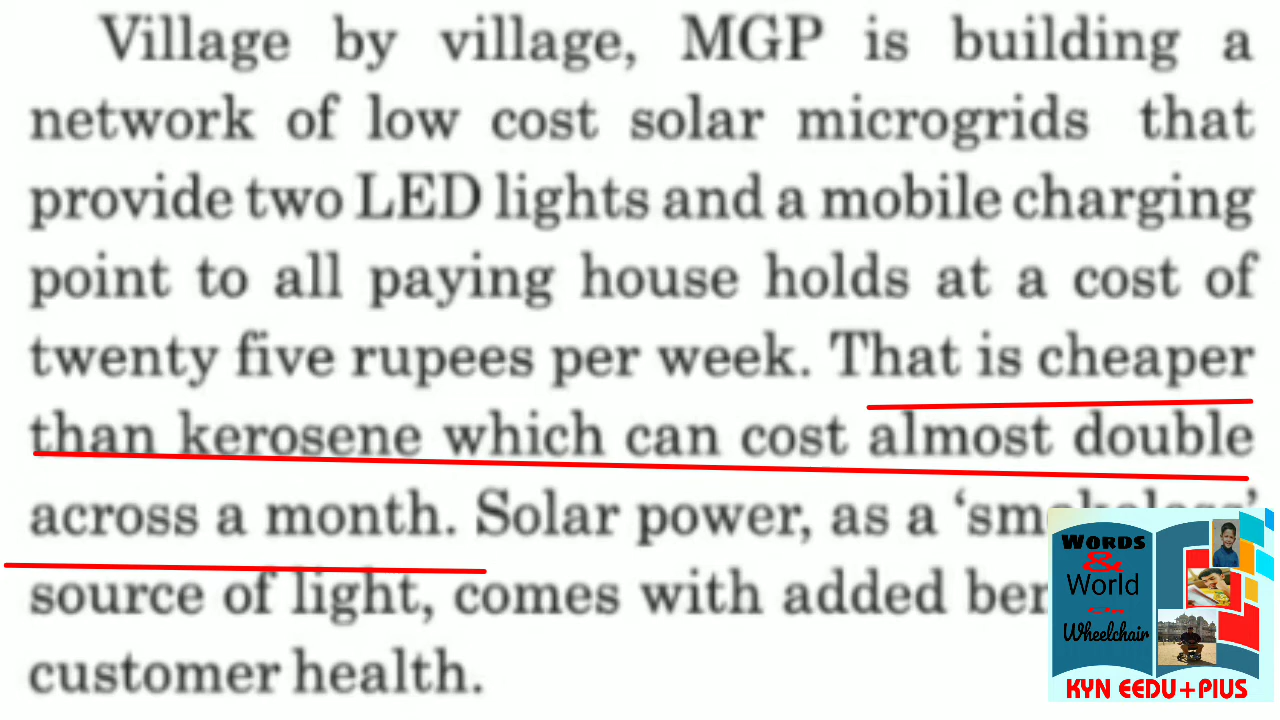 Village by village, MGP is building a
network of low cost solar microgrids that
provide two LED lights and a mobile charging
point to all paying house holds at a cost of
twenty five rupees per week. That is cheaper
than kerosene which can cost almost double
across a month. Solar power, as a
source of light, comes with added
customer health.
WORDS
&
World
On
Wheelchair
KYN EEDU+PlUS